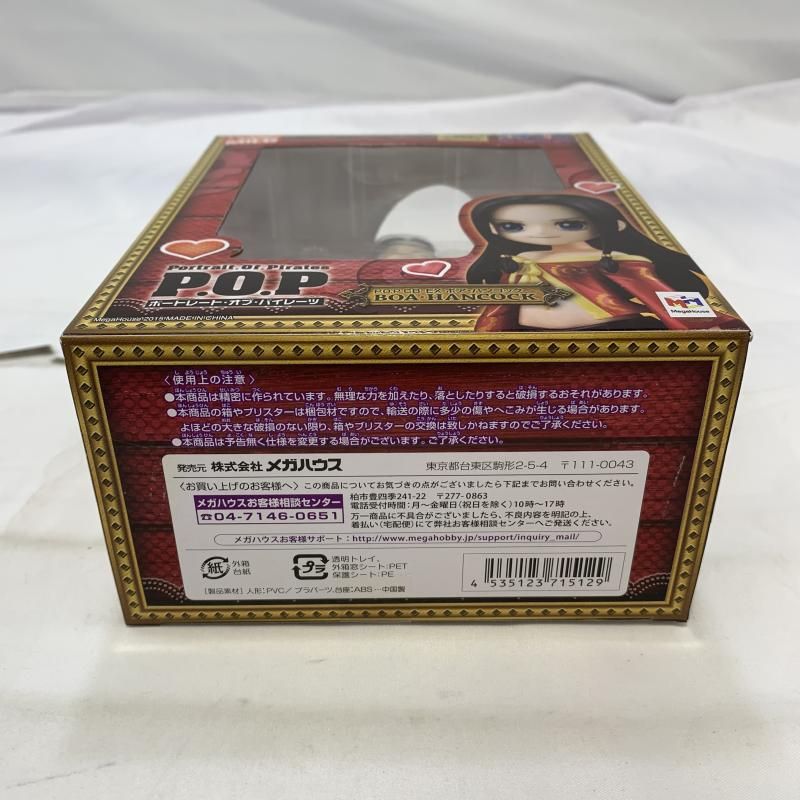 Portrait.Of.Pirates
P.O.P
ポートレート・オブ・パイレーツ
MegaHouse 2015 MADE IN CHINA
BOA・HANCOCK
MegaHouse
〈使用上の注意〉
●本商品は精密に作られています。無理な力を加えたり、落としたりすると破損するおそれがあります。
●本商品の箱やブリスターは梱包材ですので、輸送の際に多少の傷やへこみが生じる場合があります。
よほどの大きな破損のない限り、箱やブリスターの交換は致しかねますのでご了承ください。
●本商品は予告無く仕様を変更する場合がございます。ご了承ください。
発売元 株式会社 メガハウス 東京都台東区駒形2-5-4 〒111-0043
〈お買い上げのお客様へ〉この商品についてお気づきの点がございましたら下記までお問い合わせください。
メガハウスお客様相談センター
☎04-7146-0651
柏市豊四季241-22 〒277-0863
電話受付時間:月〜金曜日(祝日を除く)10時〜17時
万一商品に不具合がございましたら、不良内容を明記の上、
着払い(宅配便)にて弊社お客様相談センターへご発送ください。
メガハウスお客様サポート:http://www.megahobby.jp/support/inquiry_mail/
紙 外箱
台紙
プラ 透明トレイ、
外箱窓シート:PET
保護シート:PE
4 535123 715129
[製品素材] 人形:PVC/プラパーツ、台座:ABS…中国製